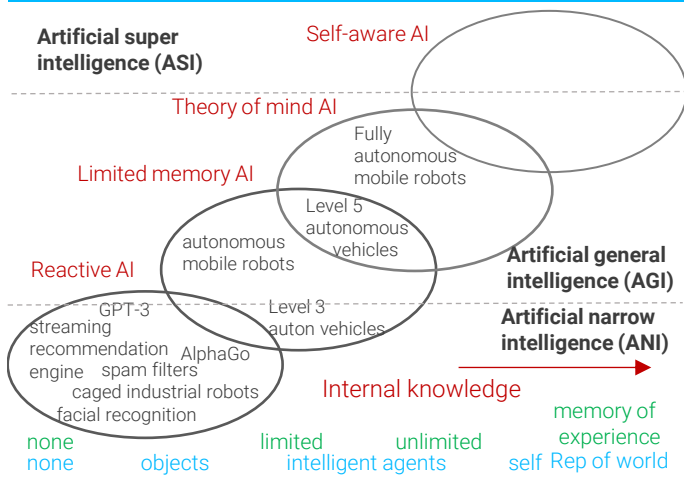 Artificial super
intelligence (ASI)
Self-aware AI
Theory of mind AI
Fully
autonomous
mobile robots
Limited memory AI
Level 5
autonomous
vehicles
autonomous
mobile robots
Reactive AI
Artificial general
intelligence (AGI)
GPT-3
Level 3
auton vehicles
Artificial narrow
intelligence (ANI)
streaming
recommendation
engine
AlphaGo
spam filters
caged industrial robots
facial recognition
Internal knowledge
none
limited
unlimited
memory of
experience
none
objects
intelligent agents
self
Rep of world